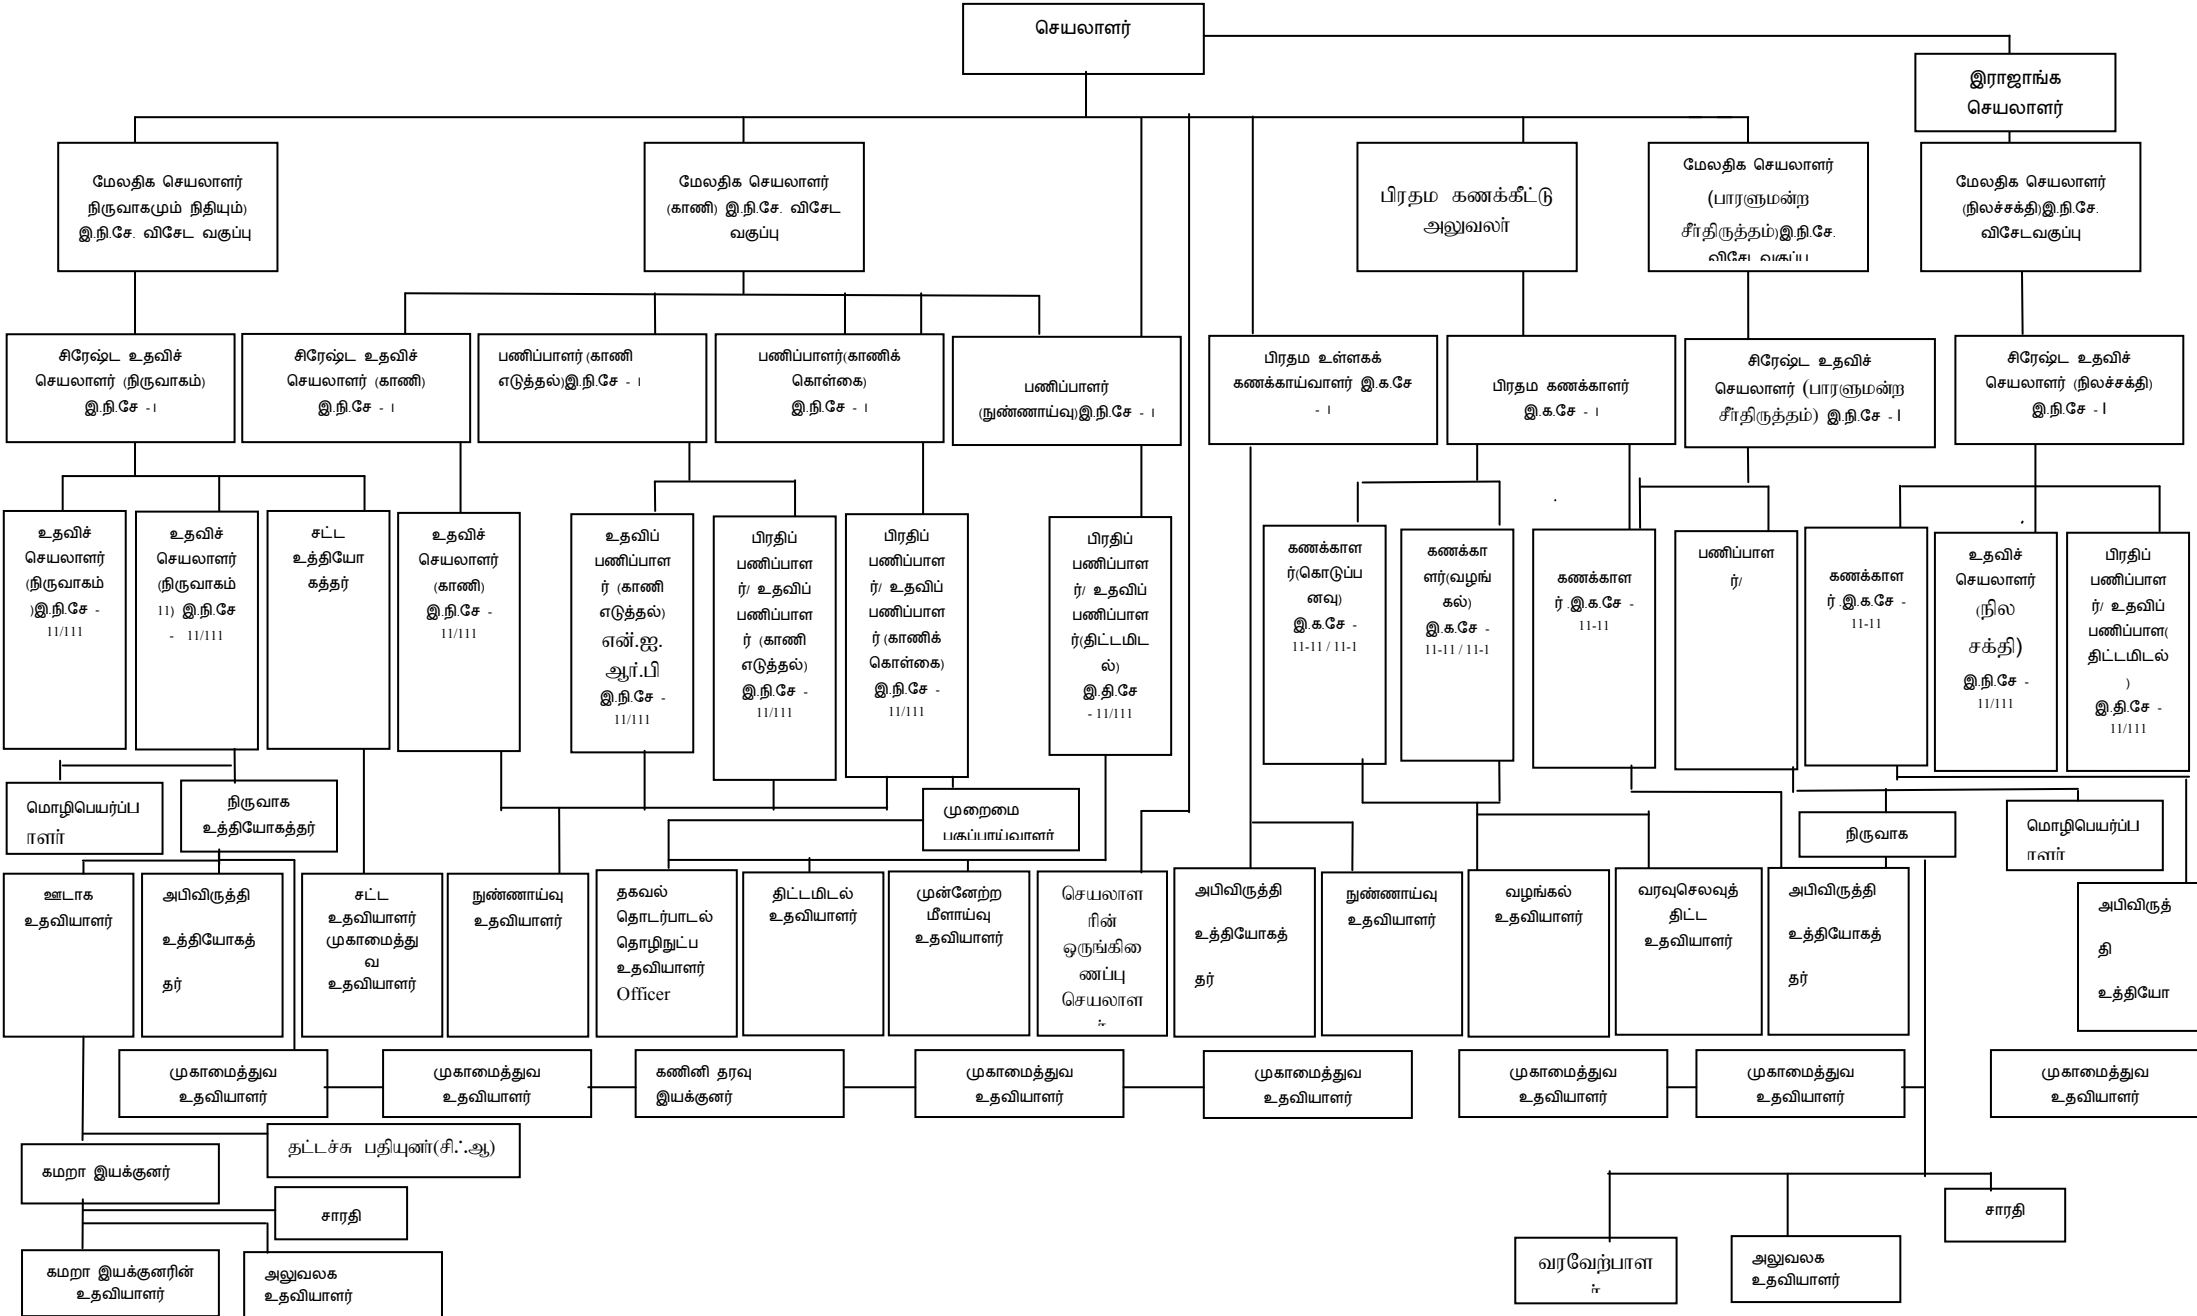 செயலாளர்
இராஜாங்க
செயலாளர்
மேலதிக செயலாளர்
நிருவாகமும் நிதியும்)
இ.நி.சே. விசேட வகுப்பு
மேலதிக செயலாளர்
(காணி) இ.நி.சே. விசேட
வகுப்பு
பிரதம கணக்கீட்டு
அலுவலர்
மேலதிக செயலாளர்
(பாரளுமன்ற
சீர்திருத்தம்)இ.நி.சே.
விசேட வகுப்பு
மேலதிக செயலாளர்
(நிலச்சக்தி)இ.நி.சே.
விசேடவகுப்பு
சிரேஷ்ட உதவிச்
செயலாளர் (நிருவாகம்)
இ.நி.சே -I
சிரேஷ்ட உதவிச்
செயலாளர் (காணி)
இ.நி.சே - I
பணிப்பாளர் (காணி
எடுத்தல்)இ.நி.சே - I
பணிப்பாளர்(காணிக்
கொள்கை)
இ.நி.சே - I
பணிப்பாளர்
(நுண்ணாய்வு)இ.நி.சே - I
பிரதம உள்ளகக்
கணக்காய்வாளர் இ.க.சே
- I
பிரதம கணக்காளர்
இ.க.சே - I
சிரேஷ்ட உதவிச்
செயலாளர் (பாரளுமன்ற
சீர்திருத்தம்) இ.நி.சே -I
சிரேஷ்ட உதவிச்
செயலாளர் (நிலச்சக்தி)
இ.நி.சே - I
உதவிச்
செயலாளர்
(நிருவாகம்
)இ.நி.சே -
11/111
உதவிச்
செயலாளர்
(நிருவாகம்
11) இ.நி.சே
- 11/111
சட்ட
உத்தியோ
கத்தர்
உதவிச்
செயலாளர்
(காணி)
இ.நி.சே -
11/111
உதவிப்
பணிப்பாள
ர் (காணி
எடுத்தல்)
என்.ஐ.
ஆர்.பி
இ.நி.சே -
11/111
பிரதிப்
பணிப்பாள
ர்/ உதவிப்
பணிப்பாள
ர் (காணி
எடுத்தல்)
இ.நி.சே -
11/111
பிரதிப்
பணிப்பாள
ர்/ உதவிப்
பணிப்பாள
ர் (காணிக்
கொள்கை)
இ.நி.சே -
11/111
பிரதிப்
பணிப்பாள
ர்/ உதவிப்
பணிப்பாள
ர்(திட்டமிட
ல்)
இ.தி.சே
- 11/111
கணக்காள
ர்(கொடுப்ப
னவு)
இ.க.சே -
11-11 / 11-1
கணக்கா
ளர்(வழங்
கல்)
இ.க.சே -
11-11 / 11-1
கணக்காள
ர் .இ.க.சே -
11-11
பணிப்பாள
ர்/
கணக்காள
ர் .இ.க.சே -
11-11
உதவிச்
செயலாளர்
(நில
சக்தி)
இ.நி.சே -
11/111
பிரதிப்
பணிப்பாள
ர்/ உதவிப்
பணிப்பாள(
திட்டமிடல்
)
இ.தி.சே -
11/111
மொழிபெயர்ப்ப
ாளர்
நிருவாக
உத்தியோகத்தர்
முறைமை
பகுப்பாய்வாளர்
நிருவாக
மொழிபெயர்ப்ப
ாளர்
ஊடாக
உதவியாளர்
அபிவிருத்தி
உத்தியோகத்
தர்
சட்ட
உதவியாளர்
முகாமைத்து
வ
உதவியாளர்
நுண்ணாய்வு
உதவியாளர்
தகவல்
தொடர்பாடல்
தொழிநுட்ப
உதவியாளர்
Officer
திட்டமிடல்
உதவியாளர்
முன்னேற்ற
மீளாய்வு
உதவியாளர்
செயலாள
ரின்
ஒருங்கிணை
ணப்பு
செயலாள
ர்
அபிவிருத்தி
உத்தியோகத்
தர்
நுண்ணாய்வு
உதவியாளர்
வழங்கல்
உதவியாளர்
வரவுசெலவுத்
திட்ட
உதவியாளர்
அபிவிருத்தி
உத்தியோகத்
தர்
அபிவிருத்
தி
உத்தியோ
முகாமைத்துவ
உதவியாளர்
முகாமைத்துவ
உதவியாளர்
கணினி தரவு
இயக்குனர்
முகாமைத்துவ
உதவியாளர்
முகாமைத்துவ
உதவியாளர்
முகாமைத்துவ
உதவியாளர்
முகாமைத்துவ
உதவியாளர்
முகாமைத்துவ
உதவியாளர்
தட்டச்சு பதியுனர்(சி.ஃ.ஆ)
கமறா இயக்குனர்
சாரதி
கமறா இயக்குனரின்
உதவியாளர்
அலுவலக
உதவியாளர்
சாரதி
வரவேற்பாள
ர்
அலுவலக
உதவியாளர்